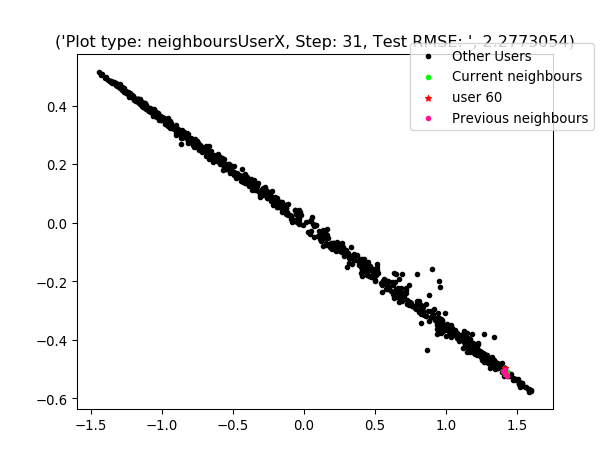 ('Plot type: neighboursUserX, Step: 31, Test RMSE: ', 2.2773054)
Other Users
Current neighbours
user 60
Previous neighbours
0.4
0.2
0.0
−0.2
−0.4
−0.6
−1.5 −1.0 −0.5 0.0 0.5 1.0 1.5